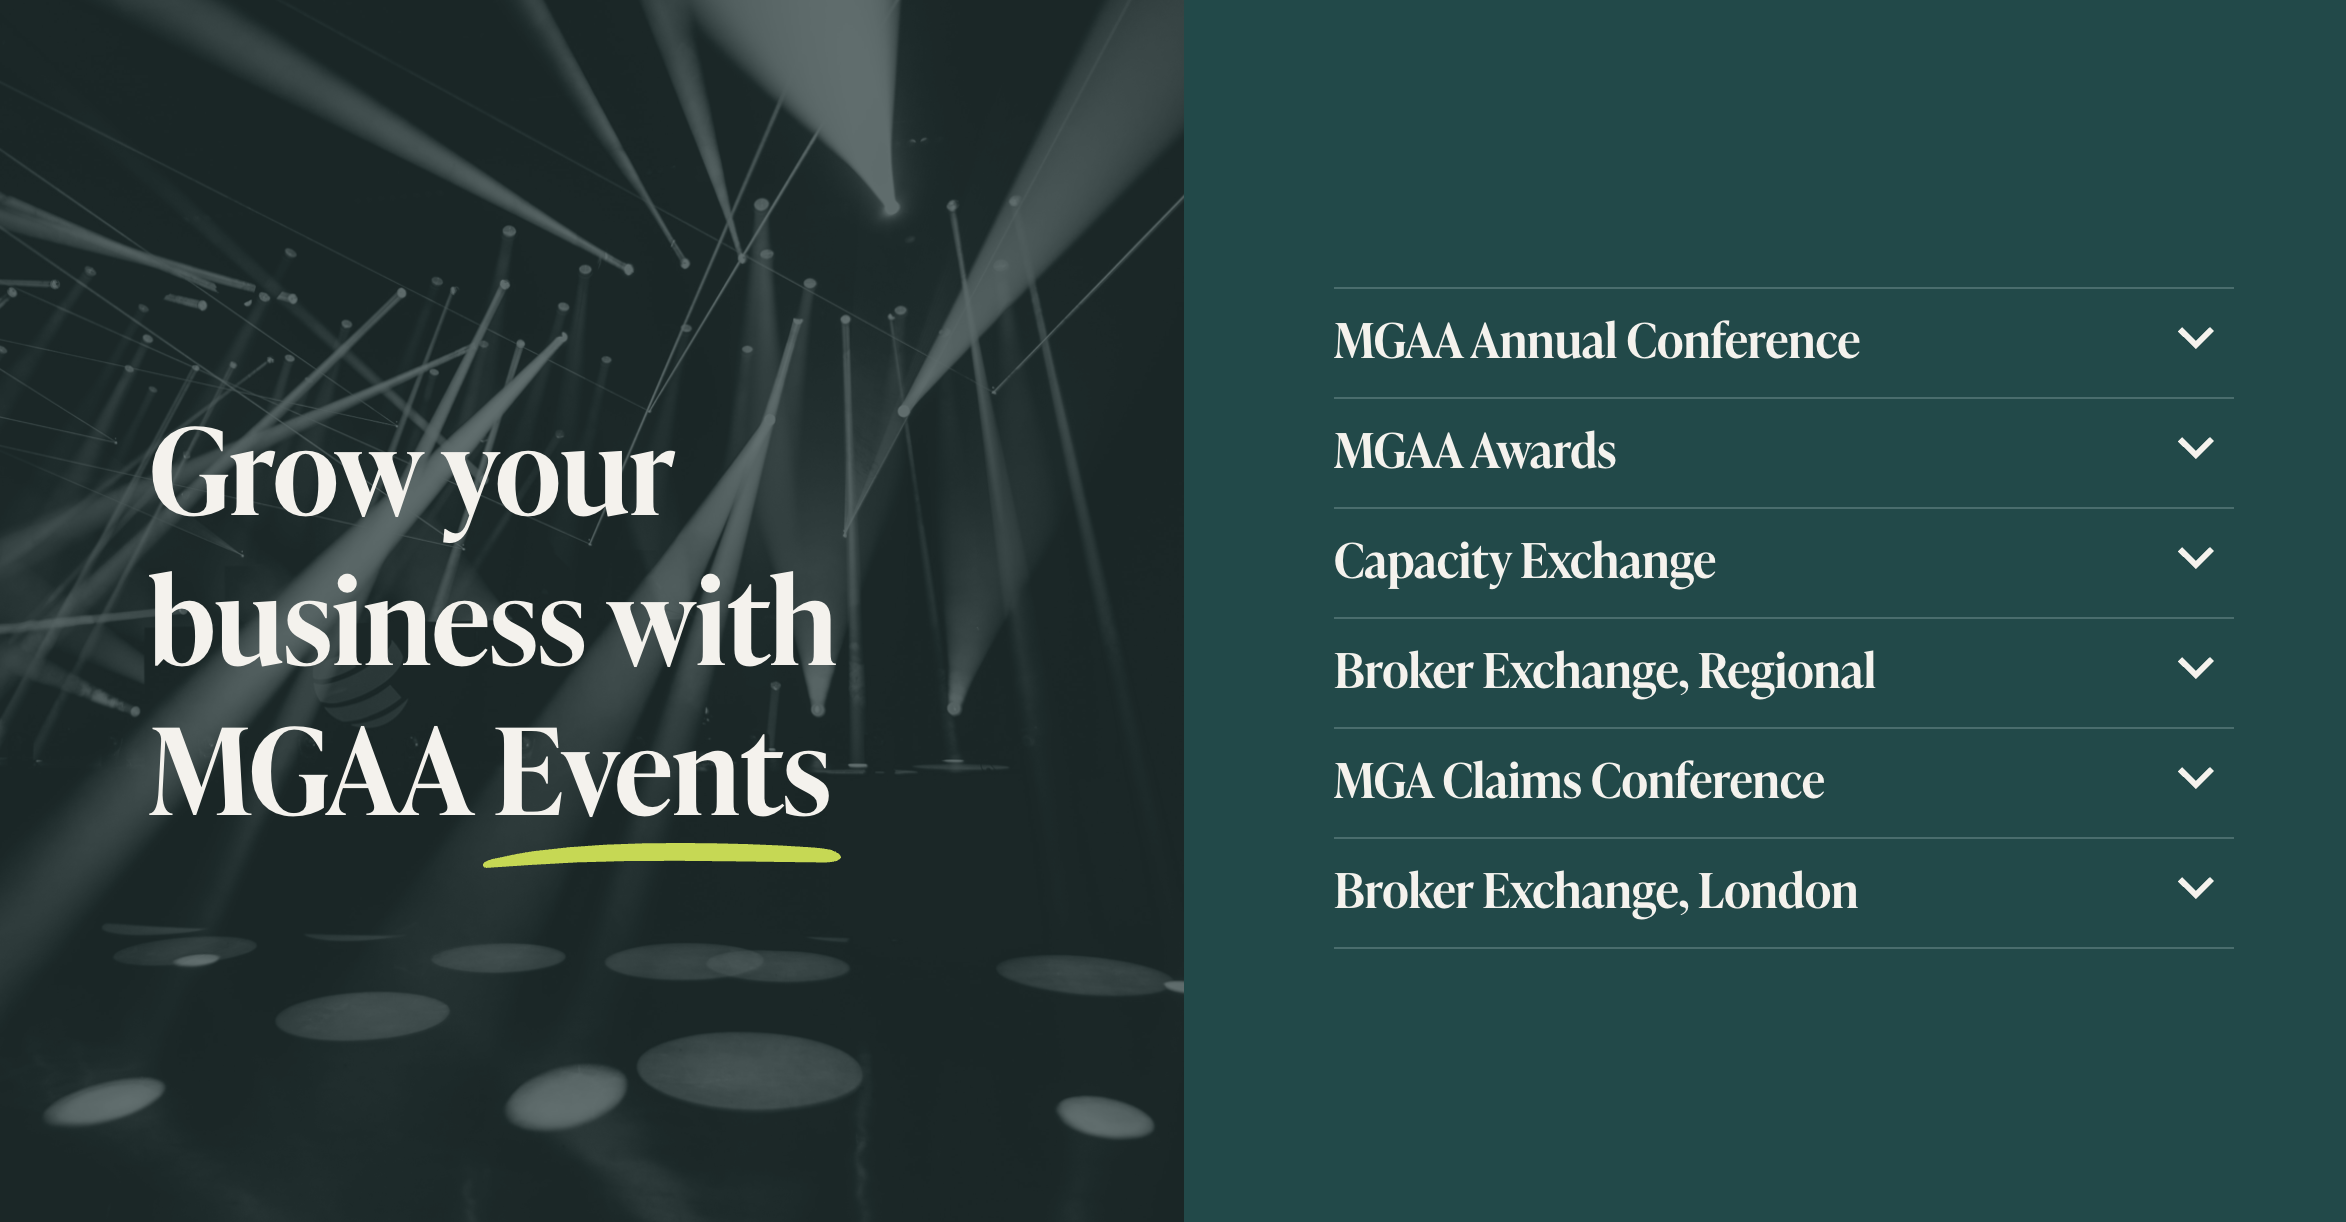 Grow your
business with
MGAA Events
MGAA Annual Conference
MGAA Awards
Capacity Exchange
Broker Exchange, Regional
MGA Claims Conference
Broker Exchange, London